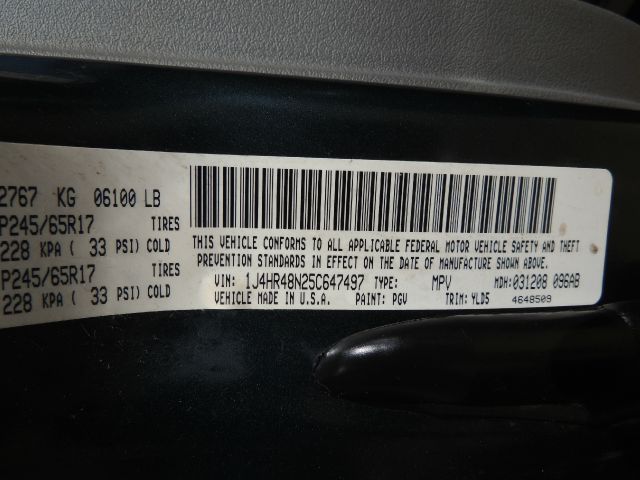 2767 KG 06100 LB
P245/65R17 TIRES
228 KPA ( 33 PSI) COLD
P245/65R17 TIRES
228 KPA ( 33 PSI) COLD
THIS VEHICLE CONFORMS TO ALL APPLICABLE FEDERAL MOTOR VEHICLE SAFETY AND THEFT
PREVENTION STANDARDS IN EFFECT ON THE DATE OF MANUFACTURE SHOWN ABOVE.
VIN: 1J4HR48N25C647497 TYPE: MPV MDH: 031208 096AB
VEHICLE MADE IN U.S.A. PAINT: PGV TRIM: YLD5 4648509